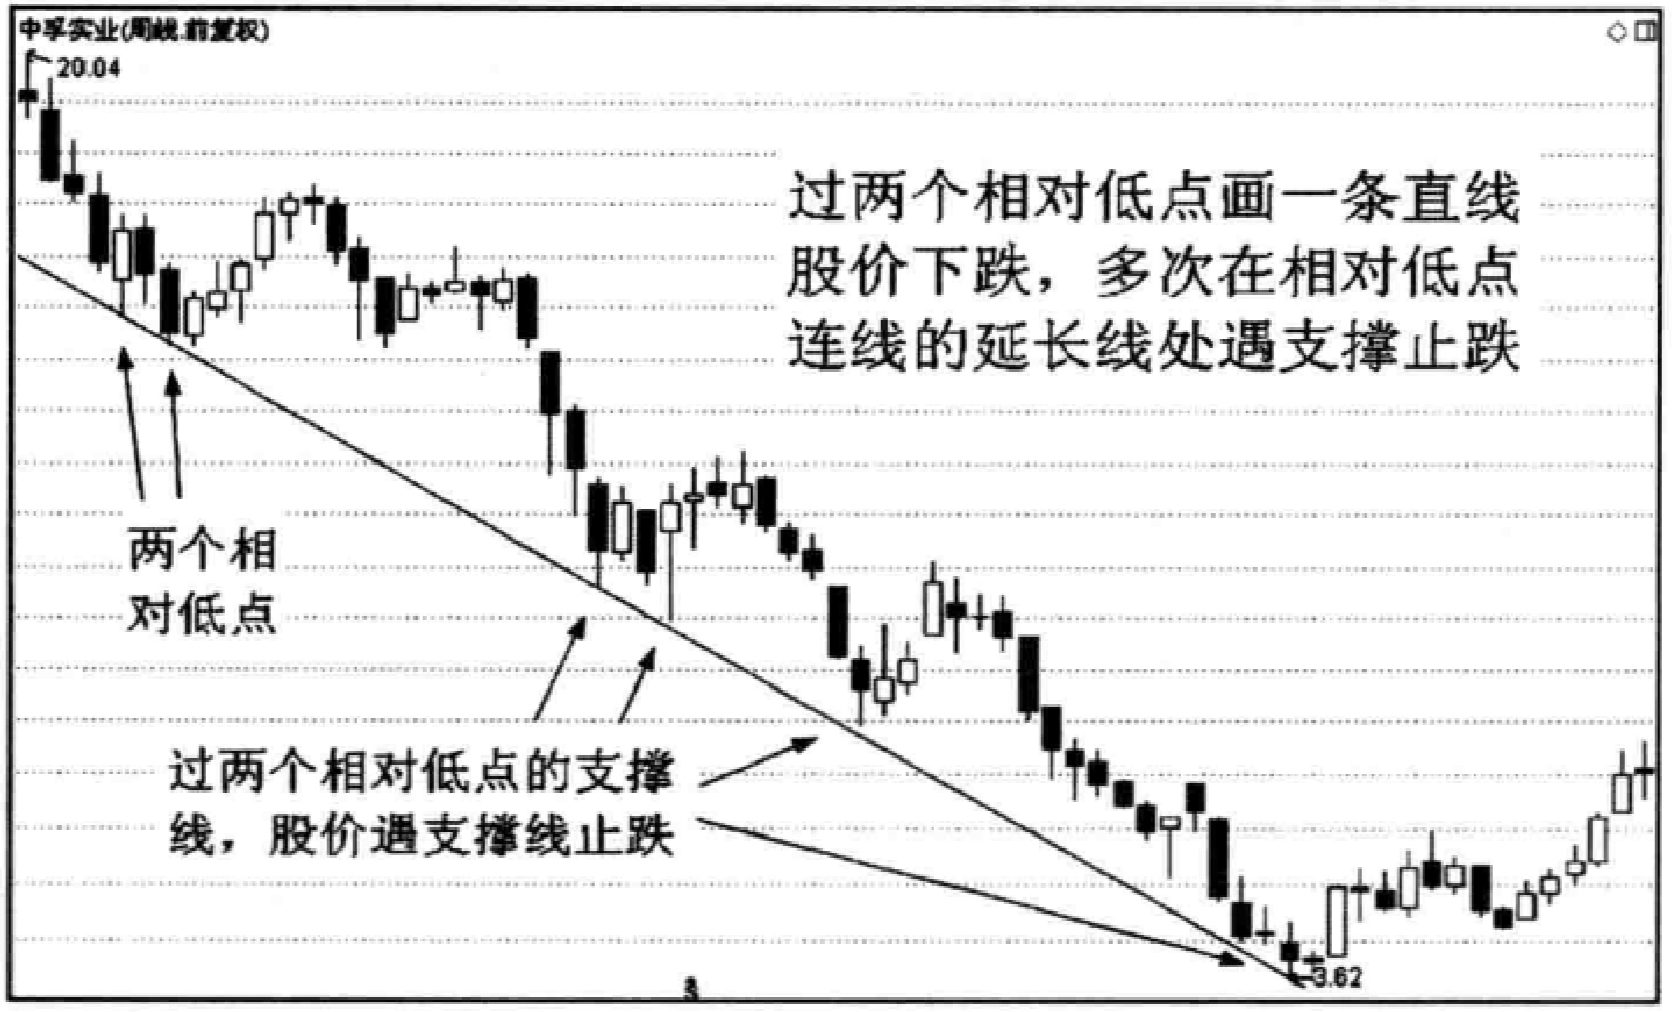 中孚实业(周线.前复权)
20.04
过两个相对低点画一条直线
股价下跌，多次在相对低点
连线的延长线处遇支撑止跌
两个相
对低点
过两个相对低点的支撑
线，股价遇支撑线止跌
3.62